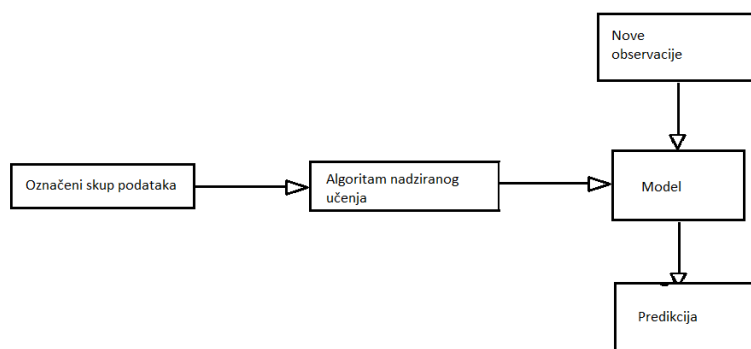 Nove
observacije
Označeni skup podataka
Algoritam nadziranog
učenja
Model
Predikcija